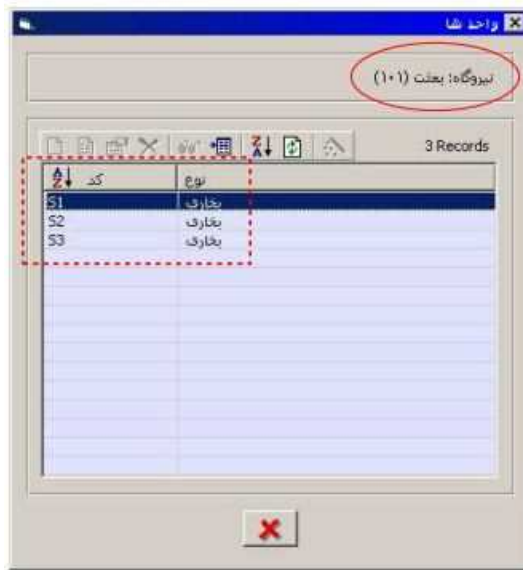 واحد ها
نیروگاه: بعثت (۱۰۱)
3 Records
کد نوع
S1 بخاری
S2 بخاری
S3 بخاری